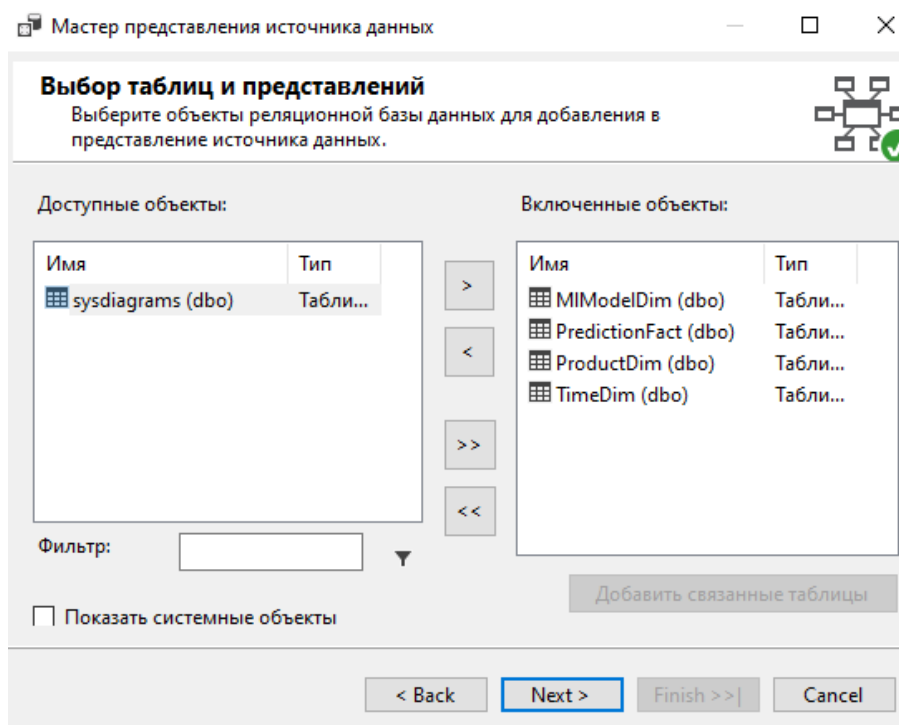 Мастер представления источника данных
Выбор таблиц и представлений
Выберите объекты реляционной базы данных для добавления в
представление источника данных.
Доступные объекты:
Имя Тип
sysdiagrams (dbo) Табли...
Фильтр:
Показать системные объекты
>
<
>>
<<
Включенные объекты:
Имя Тип
MlModelDim (dbo) Табли...
PredictionFact (dbo) Табли...
ProductDim (dbo) Табли...
TimeDim (dbo) Табли...
Добавить связанные таблицы
< Back Next > Finish >>| Cancel